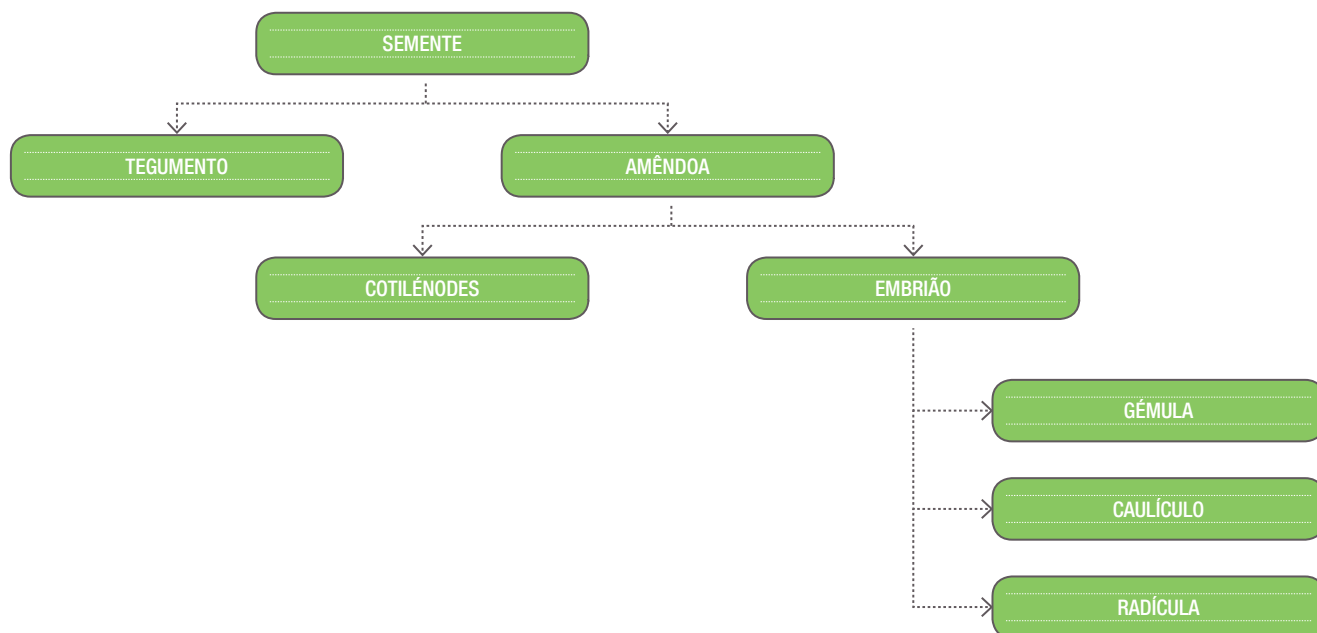 SEMENTE
TEGUMENTO
AMÊNDOA
COTILÉNODES
EMBRIÃO
GÉMULA
CAULÍCULO
RADÍCULA